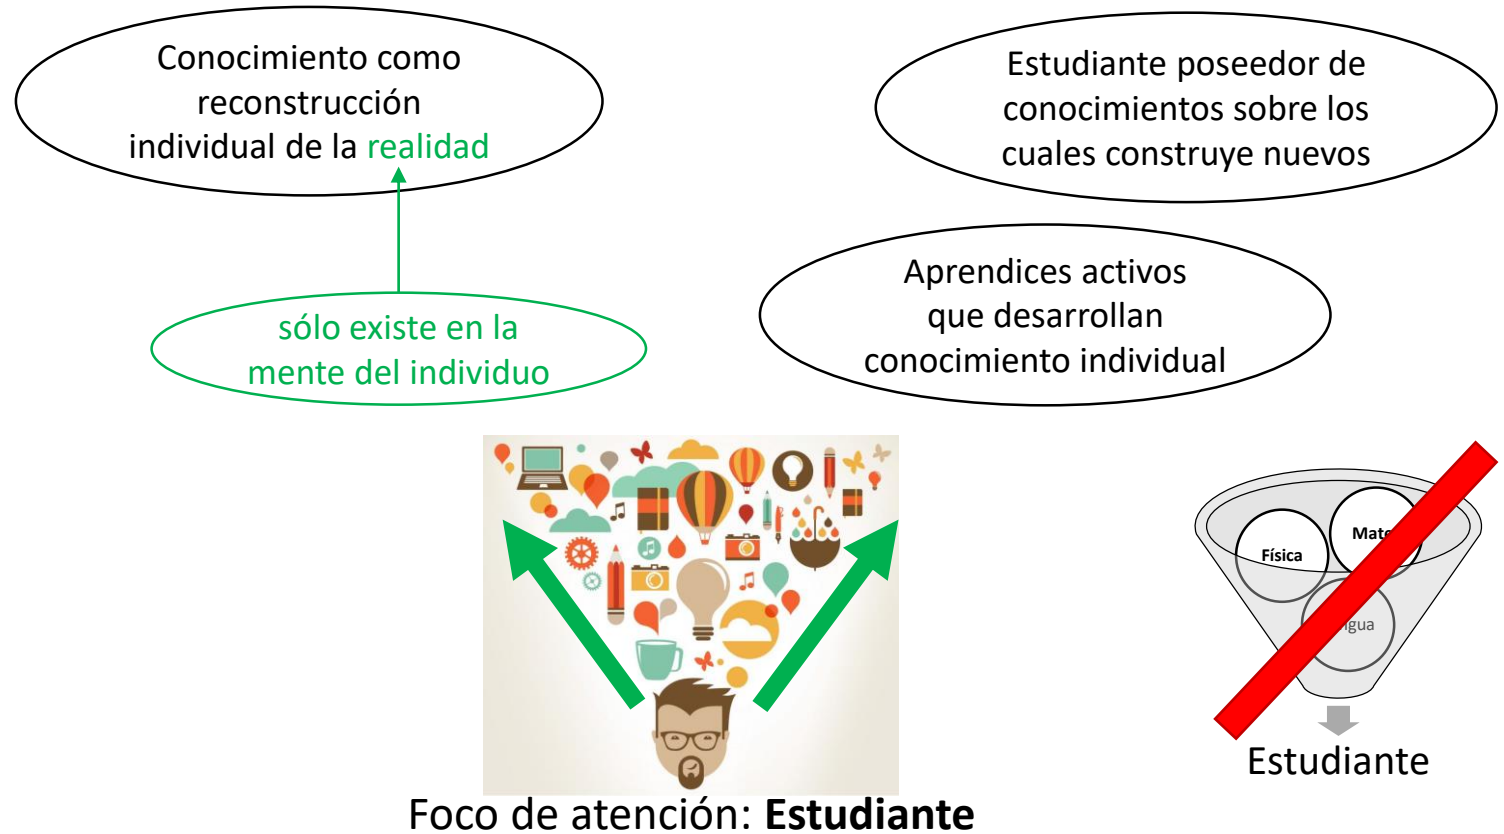 Conocimiento como
reconstrucción
individual de la realidad
Estudiante poseedor de
conocimientos sobre los
cuales construye nuevos
sólo existe en la
mente del individuo
Aprendices activos
que desarrollan
conocimiento individual
Física
Estudiante
Foco de atención: Estudiante